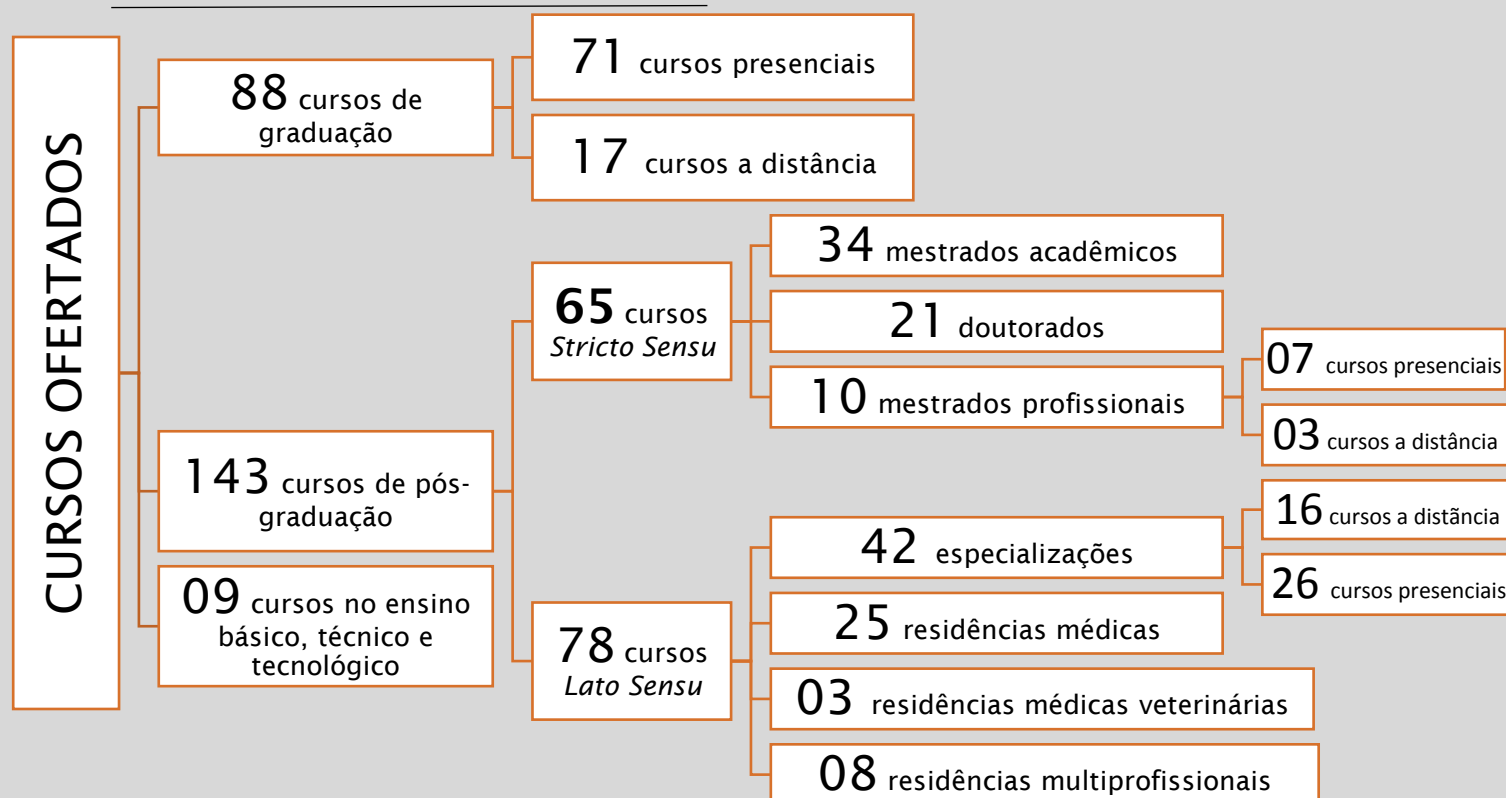 CURSOS OFERTADOS
88 cursos de
graduação
71 cursos presenciais
17 cursos a distância
143 cursos de pós-
graduação
65 cursos
Stricto Sensu
34 mestrados acadêmicos
21 doutorados
10 mestrados profissionais
07 cursos presenciais
03 cursos a distância
78 cursos
Lato Sensu
42 especializações
16 cursos a distãncia
26 cursos presenciais
25 residências médicas
03 residências médicas veterinárias
08 residências multiprofissionais
09 cursos no ensino
básico, técnico e
tecnológico